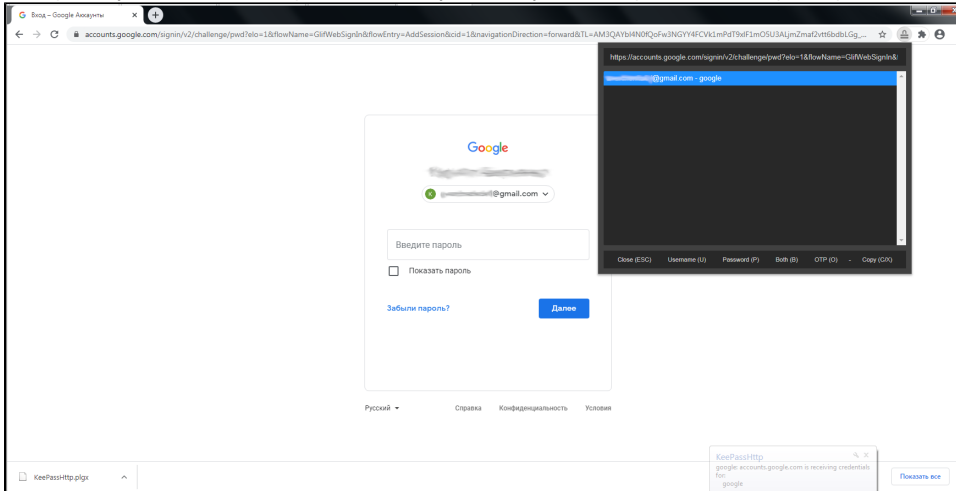 Вход – Google Аккаунты
accounts.google.com/signin/v2/challenge/pwd?elo=1&flowName=GlifWebSignIn&flowEntry=AddSession&cid=1&navigationDirection=forward&TL=AM3QAYbI4N0fQoFw3NGYY4FCVk1mPdT9xIF1mO5U3ALjmZmaf2vtt6bdbLGg_...
https://accounts.google.com/signin/v2/challenge/pwd?elo=1&flowName=GlifWebSignIn&
@gmail.com - google
Close (ESC) Username (U) Password (P) Both (B) OTP (O) - Copy (C/X)
Google
K @gmail.com
Введите пароль
Показать пароль
Забыли пароль? Далее
Русский Справка Конфиденциальность Условия
KeePassHttp
google: accounts.google.com is receiving credentials
for:
google
KeePassHttp.plgx Показать все